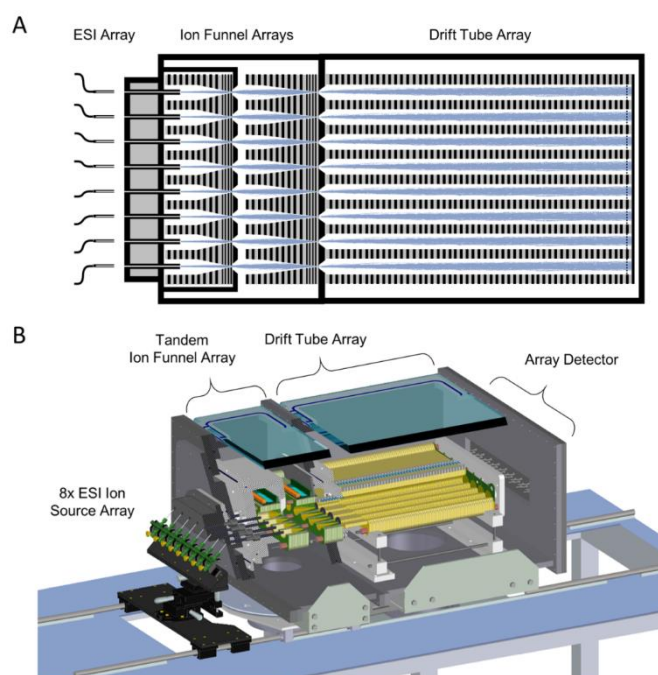 A
ESI Array
Ion Funnel Arrays
Drift Tube Array
B
Tandem
Ion Funnel Array
Drift Tube Array
Array Detector
8x ESI Ion
Source Array